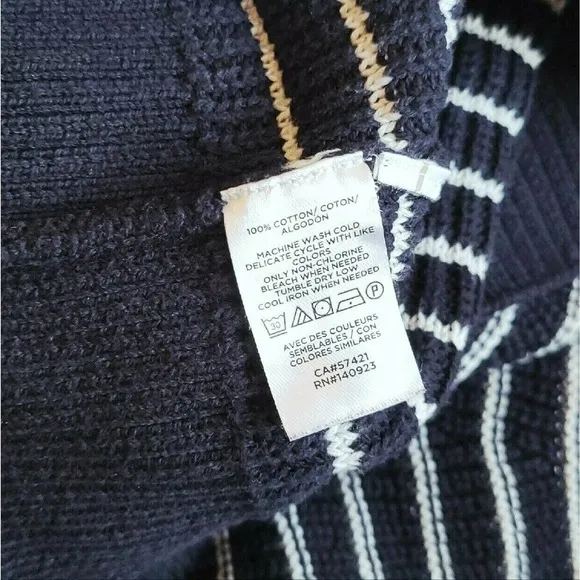 100% COTTON/ COTON/
ALGODON
MACHINE WASH COLD
DELICATE CYCLE WITH LIKE
COLORS
ONLY NON-CHLORINE
BLEACH WHEN NEEDED
TUMBLE DRY LOW
COOL IRON WHEN NEEDED
30 P
AVEC DES COULEURS
SEMBLABLES / CON
COLORES SIMILARES
CA#57421
RN#140923